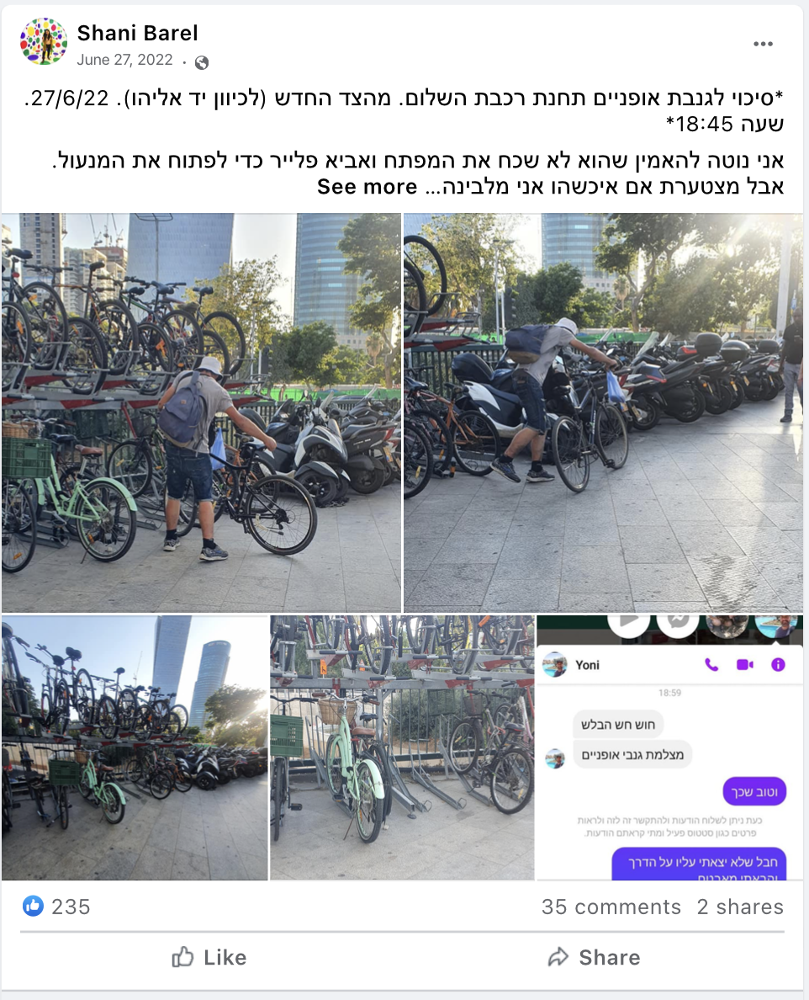 Shani Barel
June 27, 2022
*סיכוי לגנבת אופניים תחנת רכבת השלום. מהצד החדש (לכיוון יד אליהו). 27/6/22.
שעה 18:45*
אני נוטה להאמין שהוא לא שכח את המפתח ואביא פלייר כדי לפתוח את המנעול.
אבל מצטערת אם איכשהו אני מלבינה... See more
Yoni
18:59
חוש חש הבלש
מצלמת גנבי אופניים
וטוב שכך
כעת ניתן לשלוח הודעות ולהתקשר זה לזה ולראות
פרטים כגון סטטוס פעיל ומתי קראתם הודעות.
חבל שלא יצאתי עליו על הדרך
235
35 comments 2 shares
Like
Share